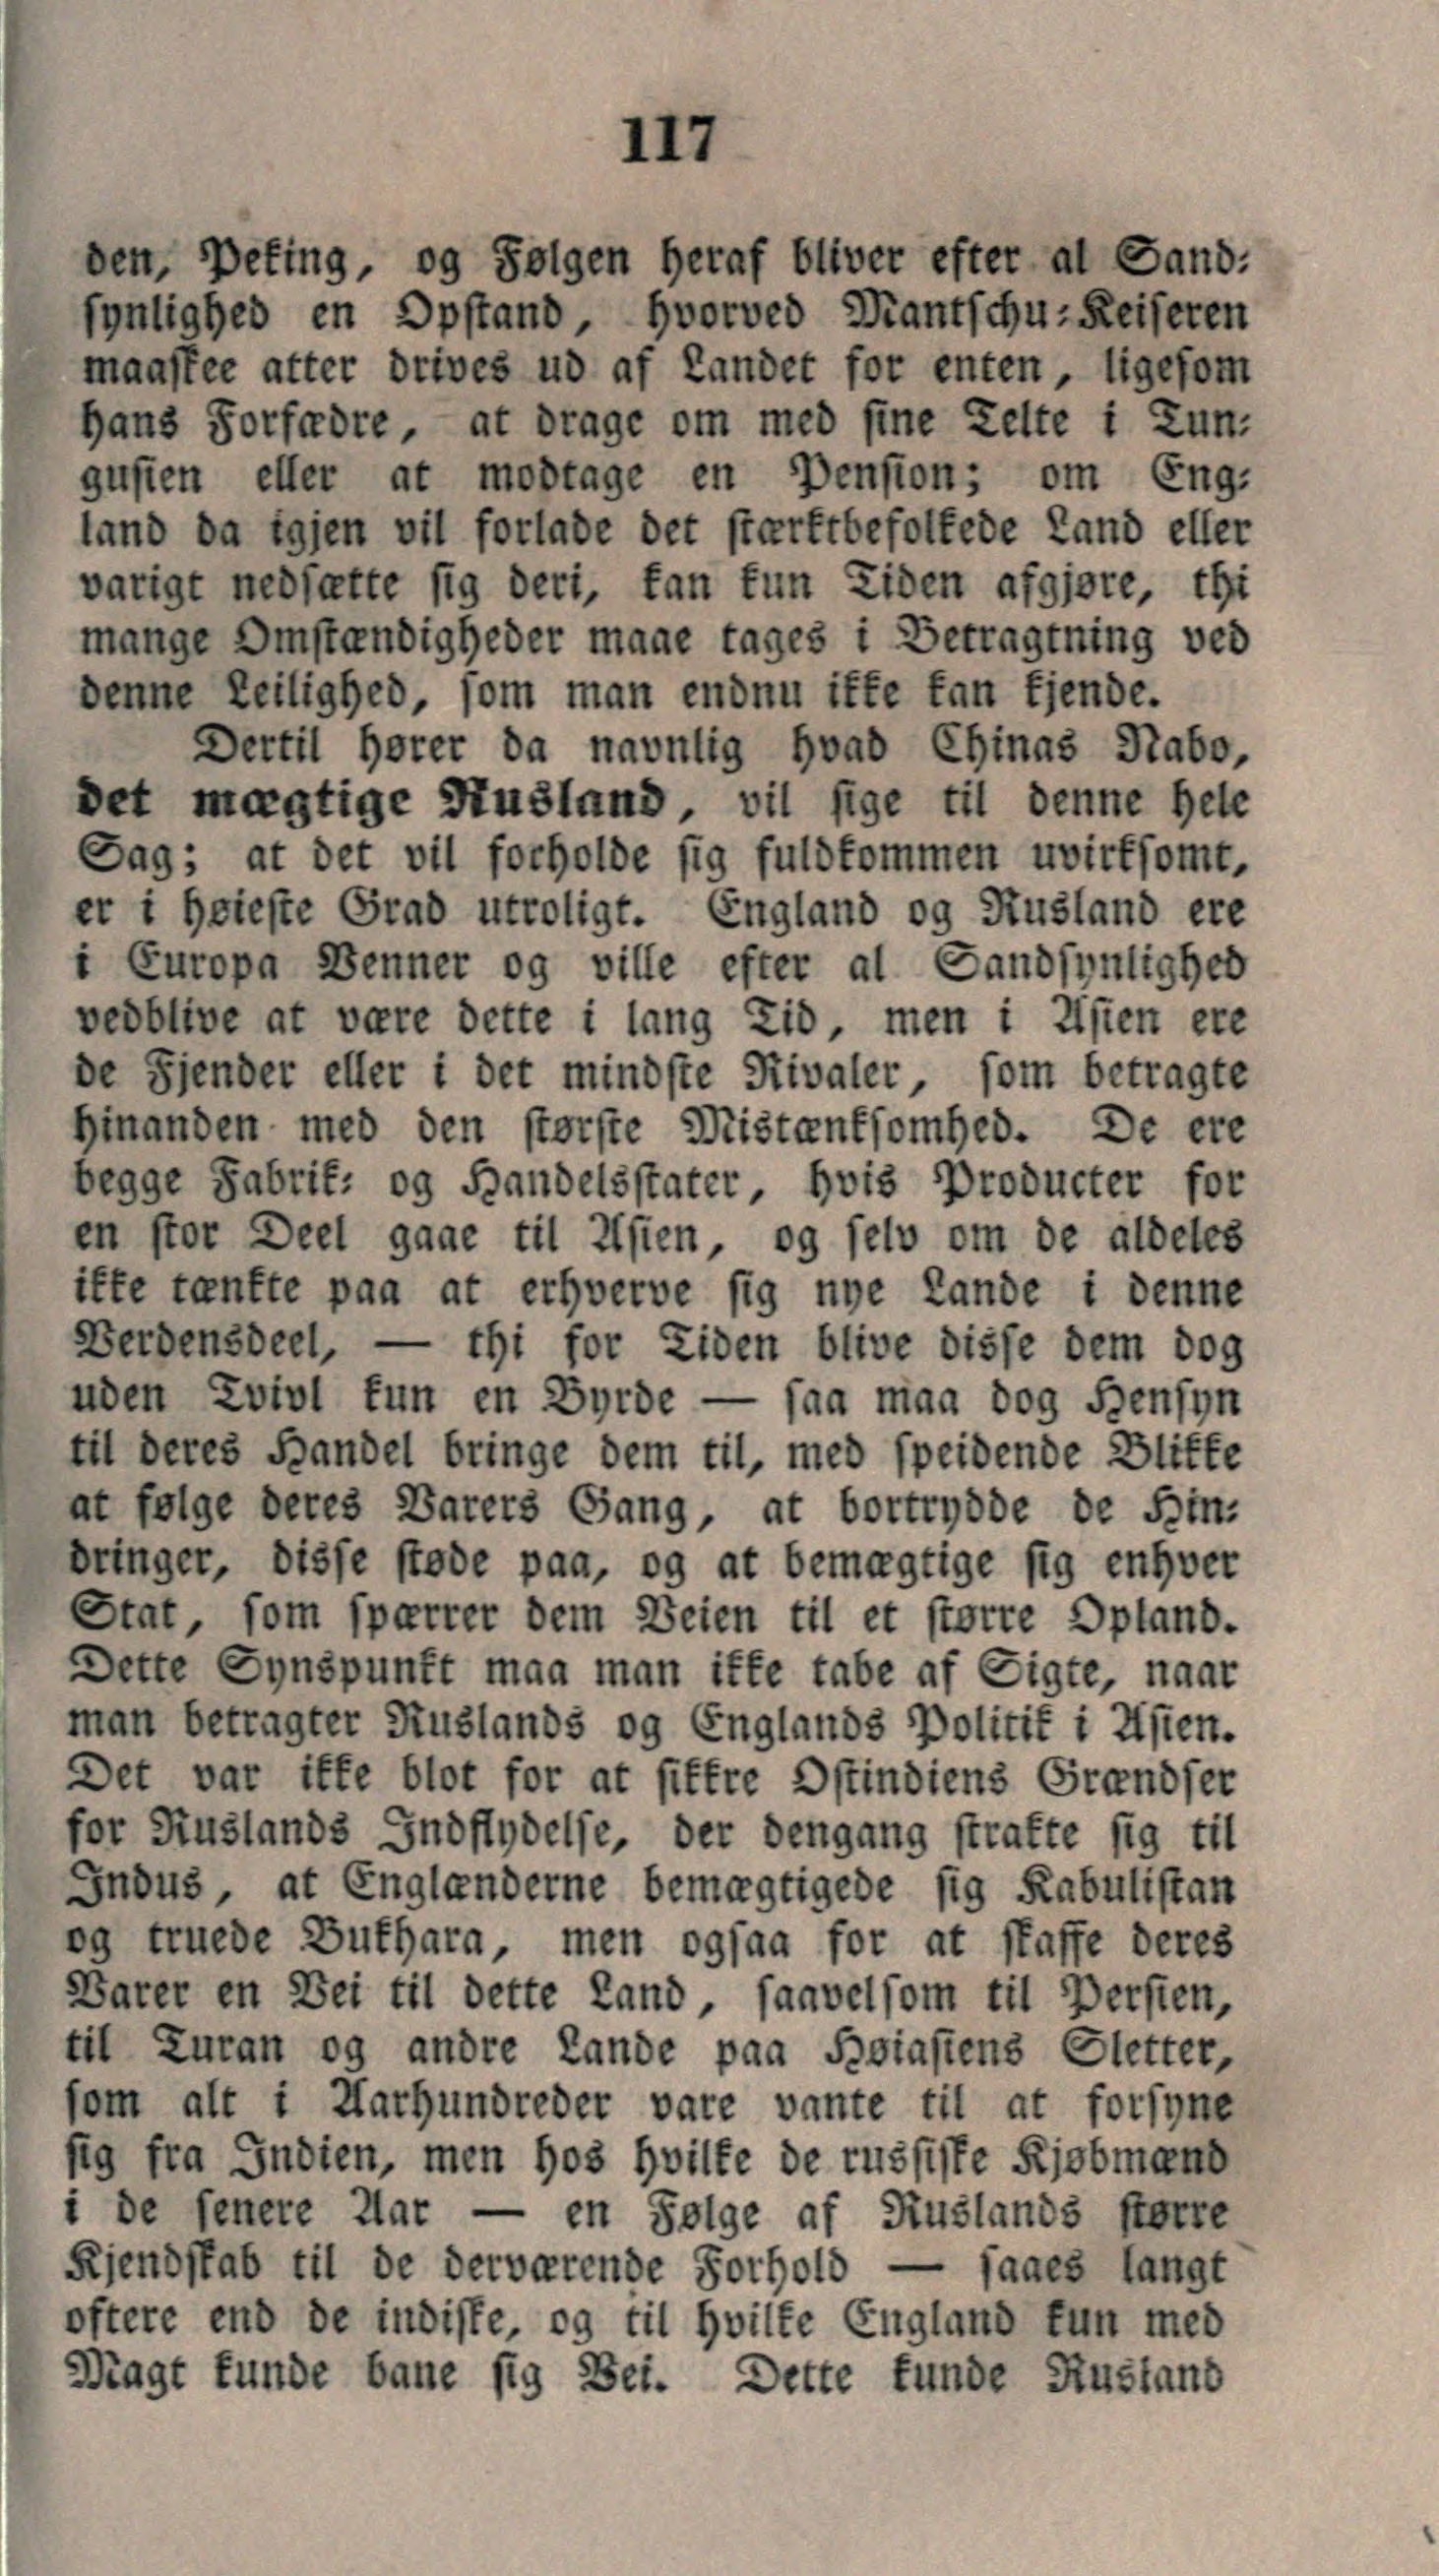 117
den, Peking, og Følgen heraf bliver efter al Sand-
synlighed en Opstand, hvorved Mantschu-Keiseren
maaskee atter drives ud af Landet for enten, ligesom
hans Forfædre, at drage om med sine Telte i Tun-
gusien eller at modtage en Pension; om Eng-
land da igjen vil forlade det stærktbefolkede Land eller
varigt nedsætte sig deri, kan kun Tiden afgjøre, thi
mange Omstændigheder maae tages i Betragtning ved
denne Leilighed, som man endnu ikke kan kjende.
Dertil hører da navnlig hvad Chinas Nabo,
det mægtige Rusland, vil sige til denne hele
Sag; at det vil forholde sig fuldkommen uvirksomt,
er i høieste Grad utroligt. England og Rusland ere
i Europa Venner og ville efter al Sandsynlighed
vedblive at være dette i lang Tid, men i Asien ere
de Fjender eller i det mindste Rivaler, som betragte
hinanden med den største Mistænksomhed. De ere
begge Fabrik- og Handelsstater, hvis Producter for
en stor Deel gaae til Asien, og selv om de aldeles
ikke tænkte paa at erhverve sig nye Lande i denne
Verdensdeel, — thi for Tiden blive disse dem dog
uden Tvivl kun en Byrde — saa maa dog Hensyn
til deres Handel bringe dem til, med speidende Blikke
at følge deres Varers Gang, at bortrydde de Hin-
dringer, disse støde paa, og at bemægtige sig enhver
Stat, som spærrer dem Veien til et større Opland.
Dette Synspunkt maa man ikke tabe af Sigte, naar
man betragter Ruslands og Englands Politik i Asien.
Det var ikke blot for at sikkre Ostindiens Grændser
for Ruslands Indflydelse, der dengang strakte sig til
Indus, at Englænderne bemægtigede sig Kabulistan
og truede Bukhara, men ogsaa for at skaffe deres
Varer en Vei til dette Land, saavelsom til Persien,
til Turan og andre Lande paa Høiasiens Sletter,
som alt i Aarhundreder vare vante til at forsyne
sig fra Indien, men hos hvilke de russiske Kjøbmænd
i de senere Aar — en Følge af Ruslands større
Kjendskab til de derværende Forhold — saaes langt
oftere end de indiske, og til hvilke England kun med
Magt kunde bane sig Vei. Dette kunde Rusland